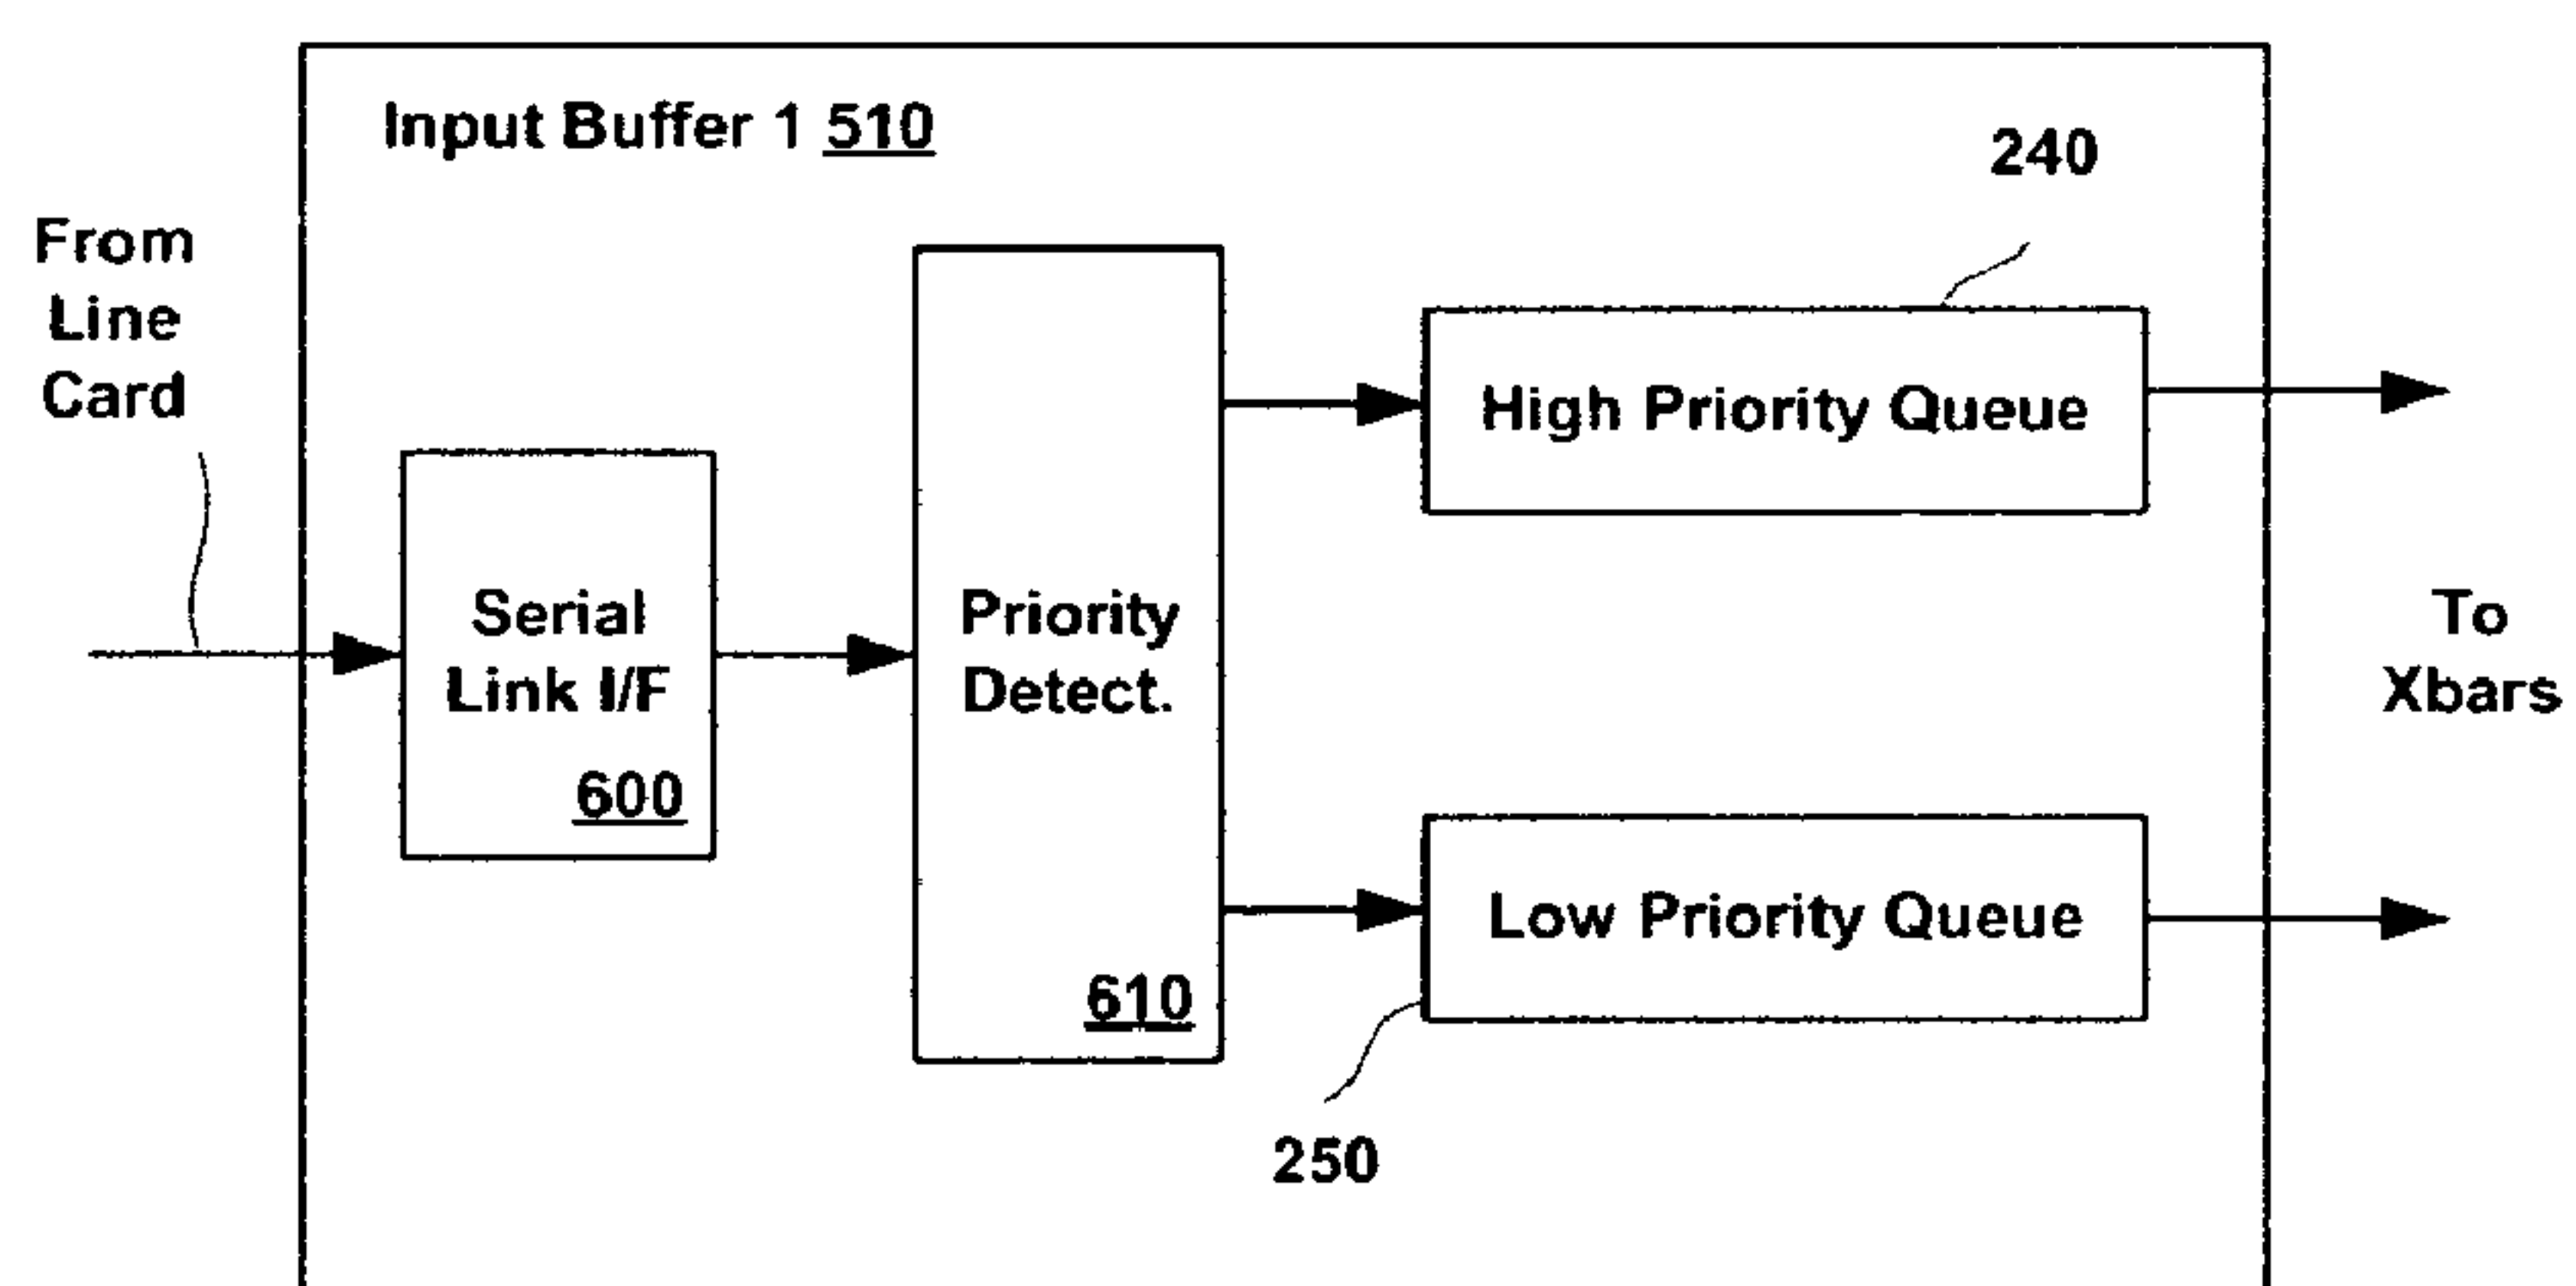 Input Buffer 1 510
240
From
Line
Card
High Priority Queue
Serial
Link I/F
600
Priority
Detect.
610
To
Xbars
Low Priority Queue
250